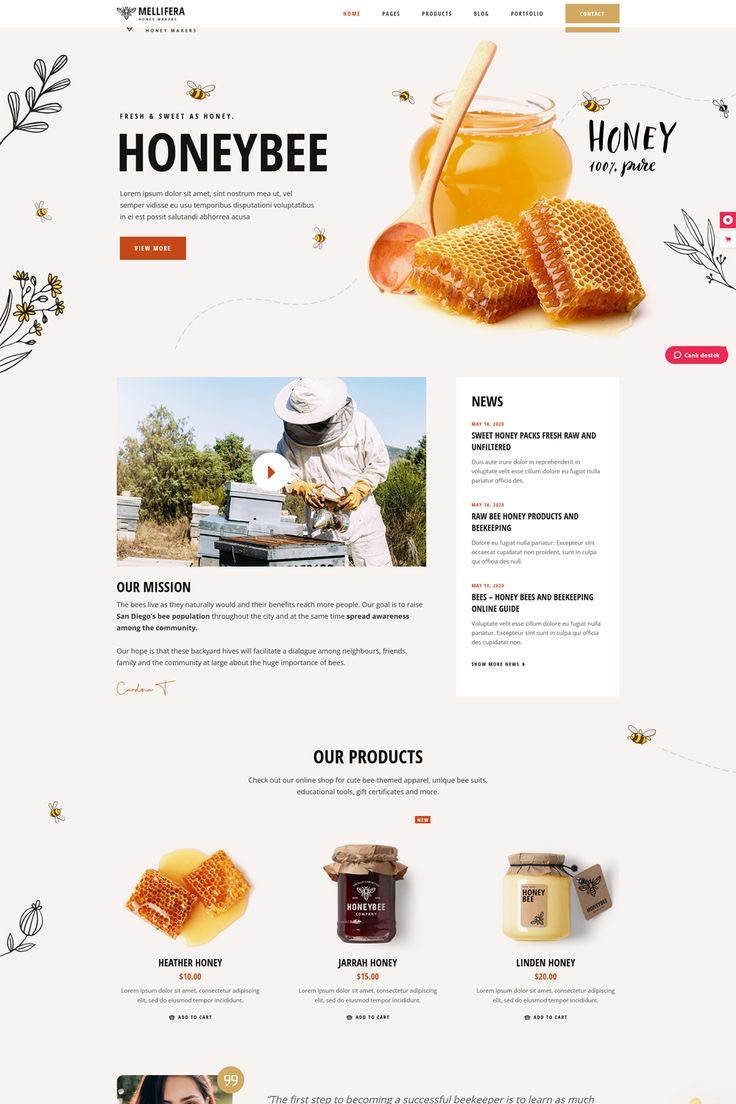 MELLIFERA
HONEY MAKERS
HOME PAGES PRODUCTS BLOG PORTFOLIO CONTACT
HONEY MAKERS
FRESH & SWEET AS HONEY.
HONEYBEE
Lorem ipsum dolor sit amet, sint nostrum mea ut, vel
semper vidisse eu usu temporibus disputationi voluptatibus
in ei est possit salutandi abhorrea acusa
VIEW MORE
HONEY
100% pure
Canlı destek
OUR MISSION
The bees live as they naturally would and their benefits reach more people. Our goal is to raise
San Diego's bee population throughout the city and at the same time spread awareness
among the community.
Our hope is that these backyard hives will facilitate a dialogue among neighbours, friends,
family and the community at large about the huge importance of bees.
NEWS
MAY 14, 2020
SWEET HONEY PACKS FRESH RAW AND
UNFILTERED
Duis aute irure dolor in reprehenderit in
voluptate velit esse cillum dolore eu fugiat nulla
pariatur officia des.
MAY 14, 2020
RAW BEE HONEY PRODUCTS AND
BEEKEEPING
Dolore eu fugiat nulla pariatur. Excepteur sint
occaecat cupidatat non proident, sunt in culpa
qui officia des null.
MAY 13, 2020
BEES – HONEY BEES AND BEEKEEPING
ONLINE GUIDE
Voluptate velit esse cillum dolore eu fugiat nulla
pariatur. Excepteur sint sunt in culpa qui officia
des cupidatat non.
SHOW MORE NEWS
OUR PRODUCTS
Check out our online shop for cute bee-themed apparel, unique bee suits,
educational tools, gift certificates and more.
NEW
HONEYBEE
COMPANY
HONEY
BEE
HONEYBEE
HEATHER HONEY
$10.00
Lorem ipsum dolor sit amet, consectetur adipiscing
elit, sed do eiusmod tempor incididunt.
ADD TO CART
JARRAH HONEY
$15.00
Lorem ipsum dolor sit amet, consectetur adipiscing
elit, sed do eiusmod tempor incididunt.
ADD TO CART
LINDEN HONEY
$20.00
Lorem ipsum dolor sit amet, consectetur adipiscing
elit, sed do eiusmod tempor incididunt.
ADD TO CART
"The first step to becoming a successful beekeeper is to learn as much